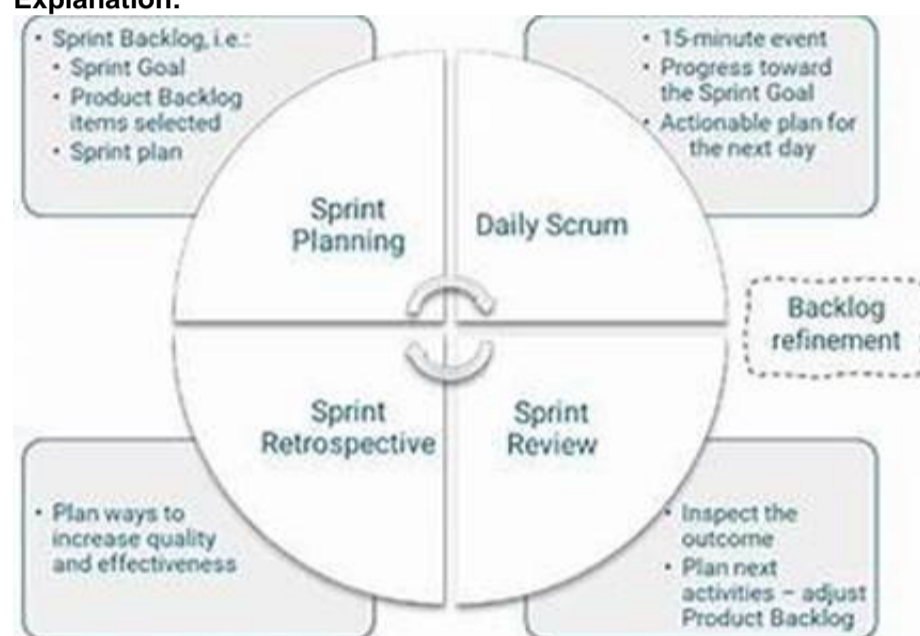 Explanation:
• Sprint Backlog, i.e.:
• Sprint Goal
• Product Backlog
items selected
• Sprint plan
• 15-minute event
• Progress toward
the Sprint Goal
• Actionable plan for
the next day
Sprint
Planning
Daily Scrum
Backlog
refinement
Sprint
Retrospective
Sprint
Review
• Plan ways to
increase quality
and effectiveness
• Inspect the
outcome
• Plan next
activities – adjust
Product Backlog